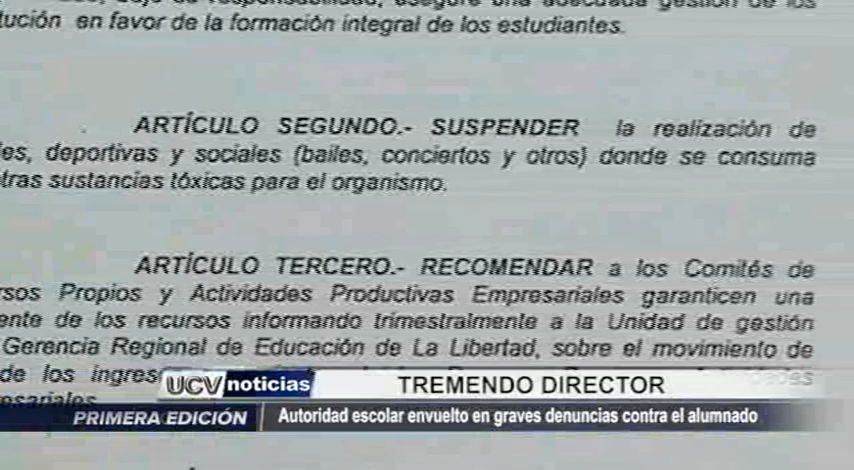 tución en favor de la formación integral de los estudiantes.
ARTÍCULO SEGUNDO.- SUSPENDER la realización de
les, deportivas y sociales (bailes, conciertos y otros) donde se consuma
tras sustancias tóxicas para el organismo.
ARTÍCULO TERCERO.- RECOMENDAR a los Comités de
rsos Propios y Actividades Productivas Empresariales garanticen una
ente de los recursos informando trimestralmente a la Unidad de gestión
Gerencia Regional de Educación de La Libertad, sobre el movimiento de
de los ingres
UCV noticias TREMENDO DIRECTOR
PRIMERA EDICIÓN Autoridad escolar envuelto en graves denuncias contra el alumnado